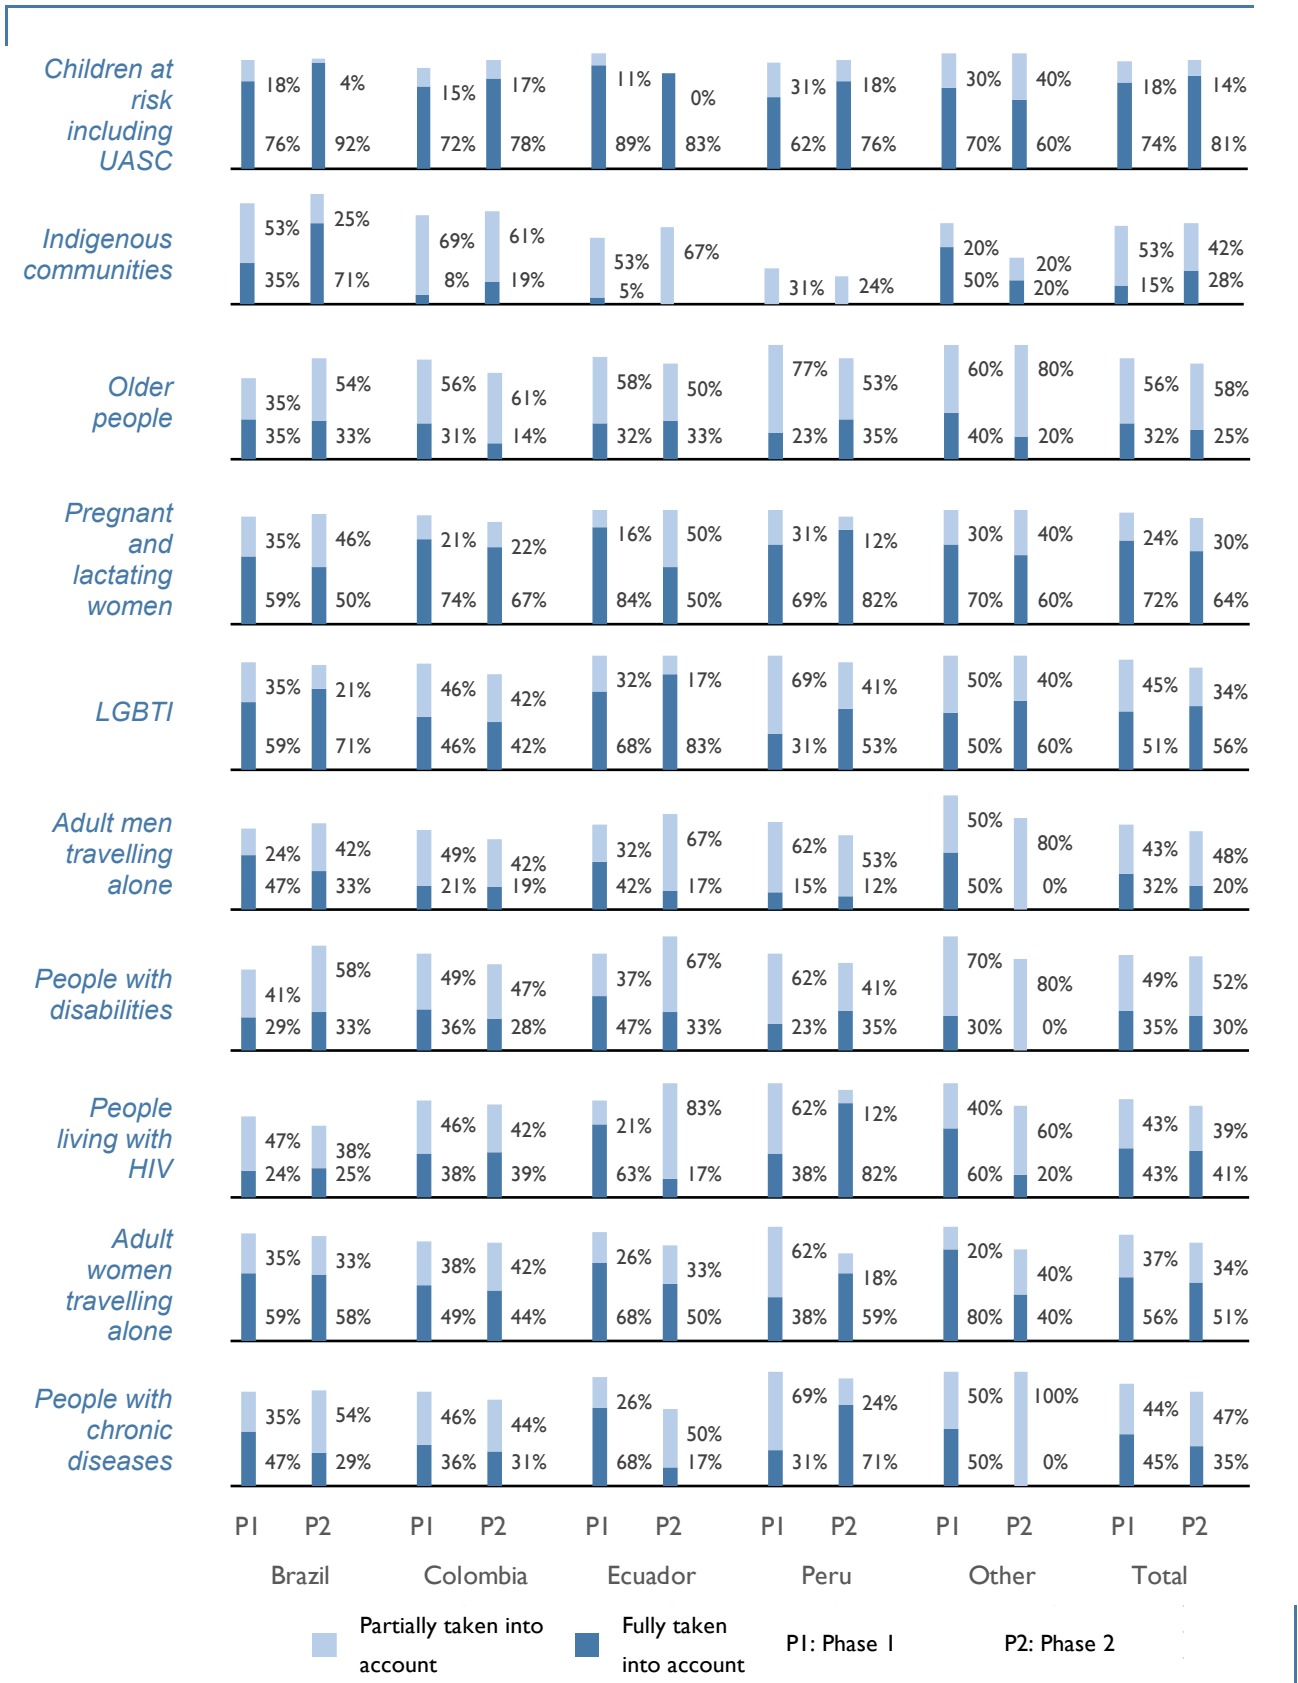 Children at
risk
including
UASC
18% 4% 15% 17% 11% 0% 31% 18% 30% 40% 18% 14%
76% 92% 72% 78% 89% 83% 62% 76% 70% 60% 74% 81%
Indigenous
communities
53% 25% 69% 61% 53% 67% 31% 24% 20% 20% 53% 42%
35% 71% 8% 19% 5% 50% 20% 15% 28%
Older
people
35% 54% 56% 61% 58% 50% 77% 53% 60% 80% 56% 58%
35% 33% 31% 14% 32% 33% 23% 35% 40% 20% 32% 25%
Pregnant
and
lactating
women
35% 46% 21% 22% 16% 50% 31% 12% 30% 40% 24% 30%
59% 50% 74% 67% 84% 50% 69% 82% 70% 60% 72% 64%
LGBTI
35% 21% 46% 42% 32% 17% 69% 41% 50% 40% 45% 34%
59% 71% 46% 42% 68% 83% 31% 53% 50% 60% 51% 56%
Adult men
travelling
alone
24% 42% 49% 42% 32% 67% 62% 53% 50% 80% 43% 48%
47% 33% 21% 19% 42% 17% 15% 12% 50% 0% 32% 20%
People with
disabilities
41% 58% 49% 47% 37% 67% 62% 41% 70% 80% 49% 52%
29% 33% 36% 28% 47% 33% 23% 35% 30% 0% 35% 30%
People
living with
HIV
47% 38% 46% 42% 21% 83% 62% 12% 40% 60% 43% 39%
24% 25% 38% 39% 63% 17% 38% 82% 60% 20% 43% 41%
Adult
women
travelling
alone
35% 33% 38% 42% 26% 33% 62% 18% 20% 40% 37% 34%
59% 58% 49% 44% 68% 50% 38% 59% 80% 40% 56% 51%
People with
chronic
diseases
35% 54% 46% 44% 26% 50% 69% 24% 50% 100% 44% 47%
47% 29% 36% 31% 68% 17% 31% 71% 50% 0% 45% 35%
P1 P2 P1 P2 P1 P2 P1 P2 P1 P2 P1 P2
Brazil Colombia Ecuador Peru Other Total
Partially taken into
account
Fully taken
into account
P1: Phase 1
P2: Phase 2